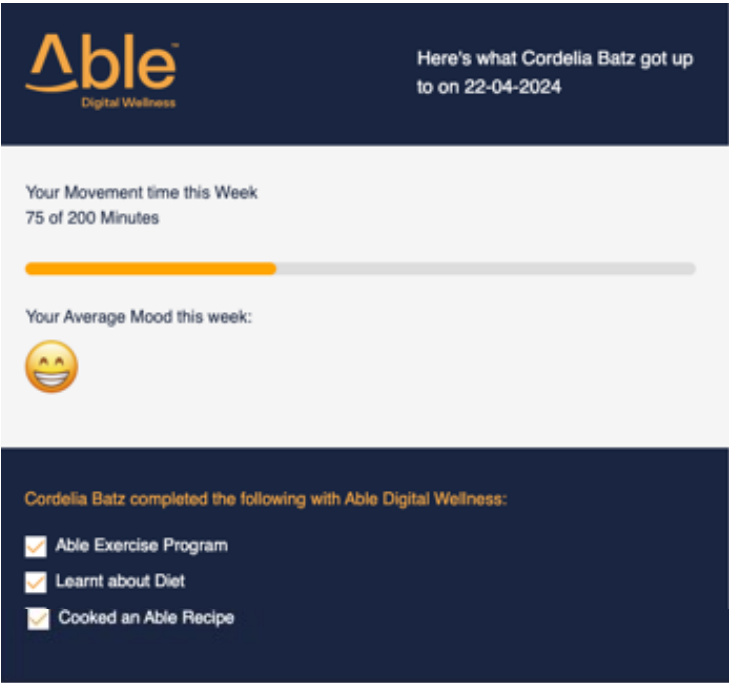 Able™
Digital Wellness
Here's what Cordelia Batz got up
to on 22-04-2024
Your Movement time this Week
75 of 200 Minutes
Your Average Mood this week:
Cordelia Batz completed the following with Able Digital Wellness:
Able Exercise Program
Learnt about Diet
Cooked an Able Recipe